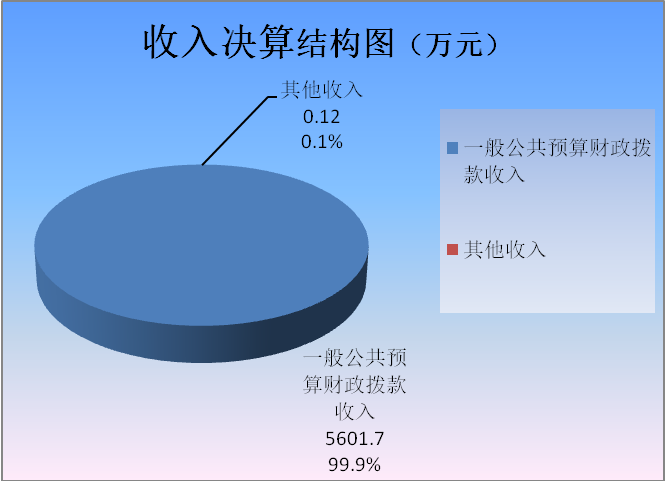 收入决算结构图（万元）
其他收入
0.12
0.1%
一般公共预算财政拨
款收入
其他收入
一般公共预
算财政拨款
收入
5601.7
99.9%